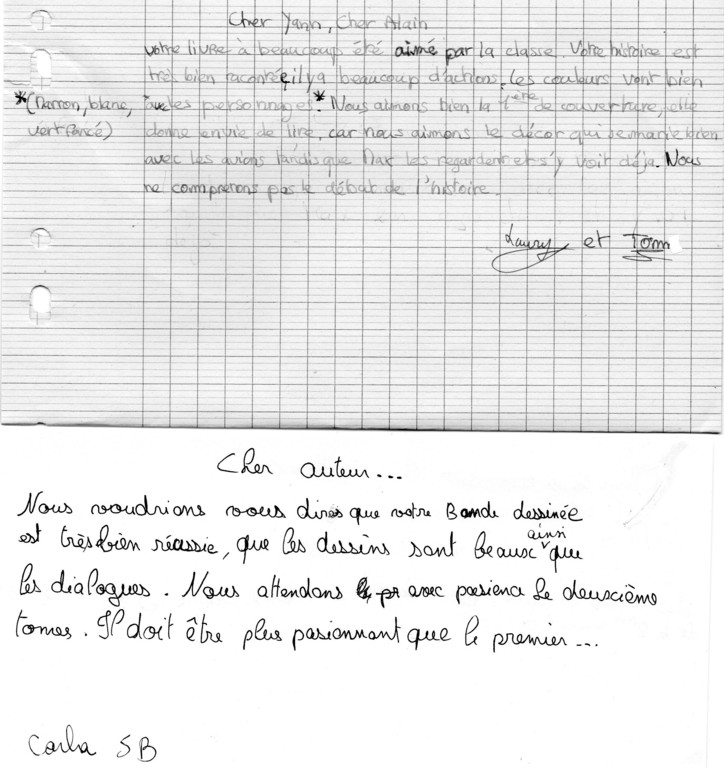 Cher Yann, Cher Alain
votre livre à beaucoup été aimé par la classe. Votre histoire est
très bien racontée, il y a beaucoup d'actions, les couleurs vont bien
*(Marron, blanc, vert foncé)
avec les personnages.* Nous aimons bien la 1ère de couverture, elle
donne envie de lire, car nous aimons le décor qui se marie bien
avec les avions tandis que Max les regardent et s'y voit déja. Nous
ne comprenons pas le débat de l'histoire.
Laury et Tom
Cher auteur...
Nous voudrions vous dires que votre Bande dessinée
est très bien réussie, que les dessins sont beaux ainsi que
les dialogues. Nous attendons avec pasience le deuxcième
tomes. Il doit être plus pasionnant que le premier...
Carla SB